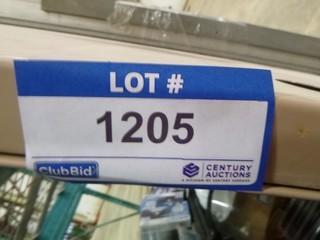 LOT #
1205
ClubBid
CENTURY
AUCTIONS